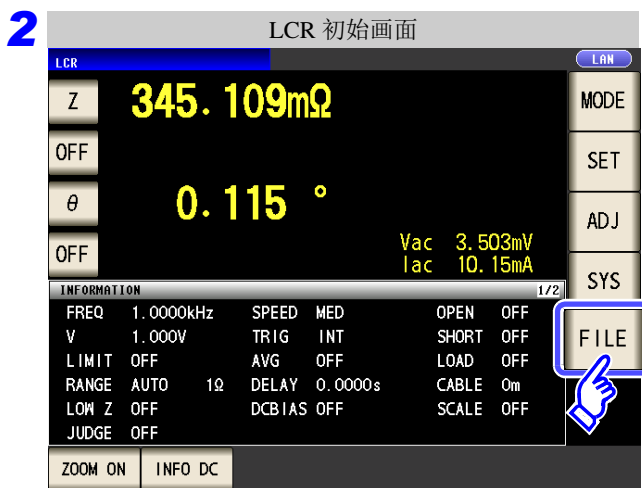 2
LCR 初始画面
LCR
LAN
Z
345.109mΩ
MODE
OFF
SET
θ
0.115 °
ADJ
OFF
Vac 3.503mV
Iac 10.15mA
SYS
INFORMATION 1/2
FREQ 1.0000kHz SPEED MED OPEN OFF
V 1.000V TRIG INT SHORT OFF
FILE
LIMIT OFF AVG OFF LOAD OFF
RANGE AUTO 1Ω DELAY 0.0000s CABLE 0m
LOW Z OFF DCBIAS OFF SCALE OFF
JUDGE OFF
ZOOM ON INFO DC